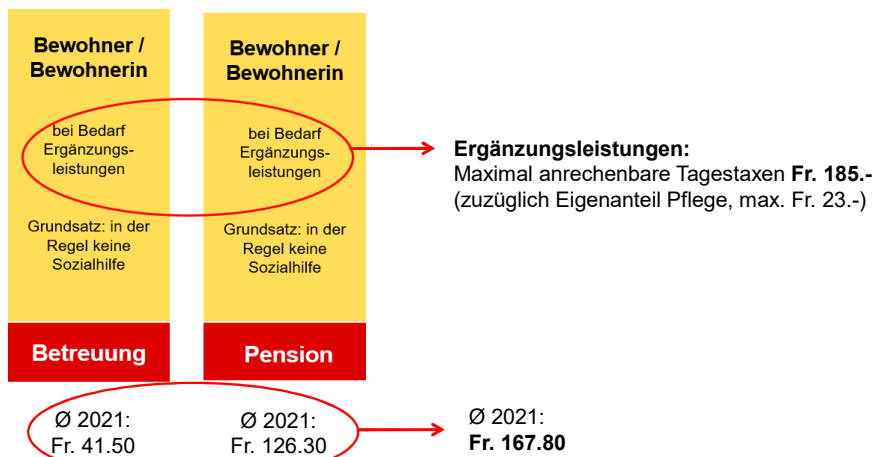 Bewohner /
Bewohnerin
bei Bedarf
Ergänzungs-
leistungen
Grundsatz: in der
Regel keine
Sozialhilfe
Betreuung
Ø 2021:
Fr. 41.50
Bewohner /
Bewohnerin
bei Bedarf
Ergänzungs-
leistungen
Grundsatz: in der
Regel keine
Sozialhilfe
Pension
Ø 2021:
Fr. 126.30
Ergänzungsleistungen:
Maximal anrechenbare Tagestaxen Fr. 185.-
(zuzüglich Eigenanteil Pflege, max. Fr. 23.-)
Ø 2021:
Fr. 167.80